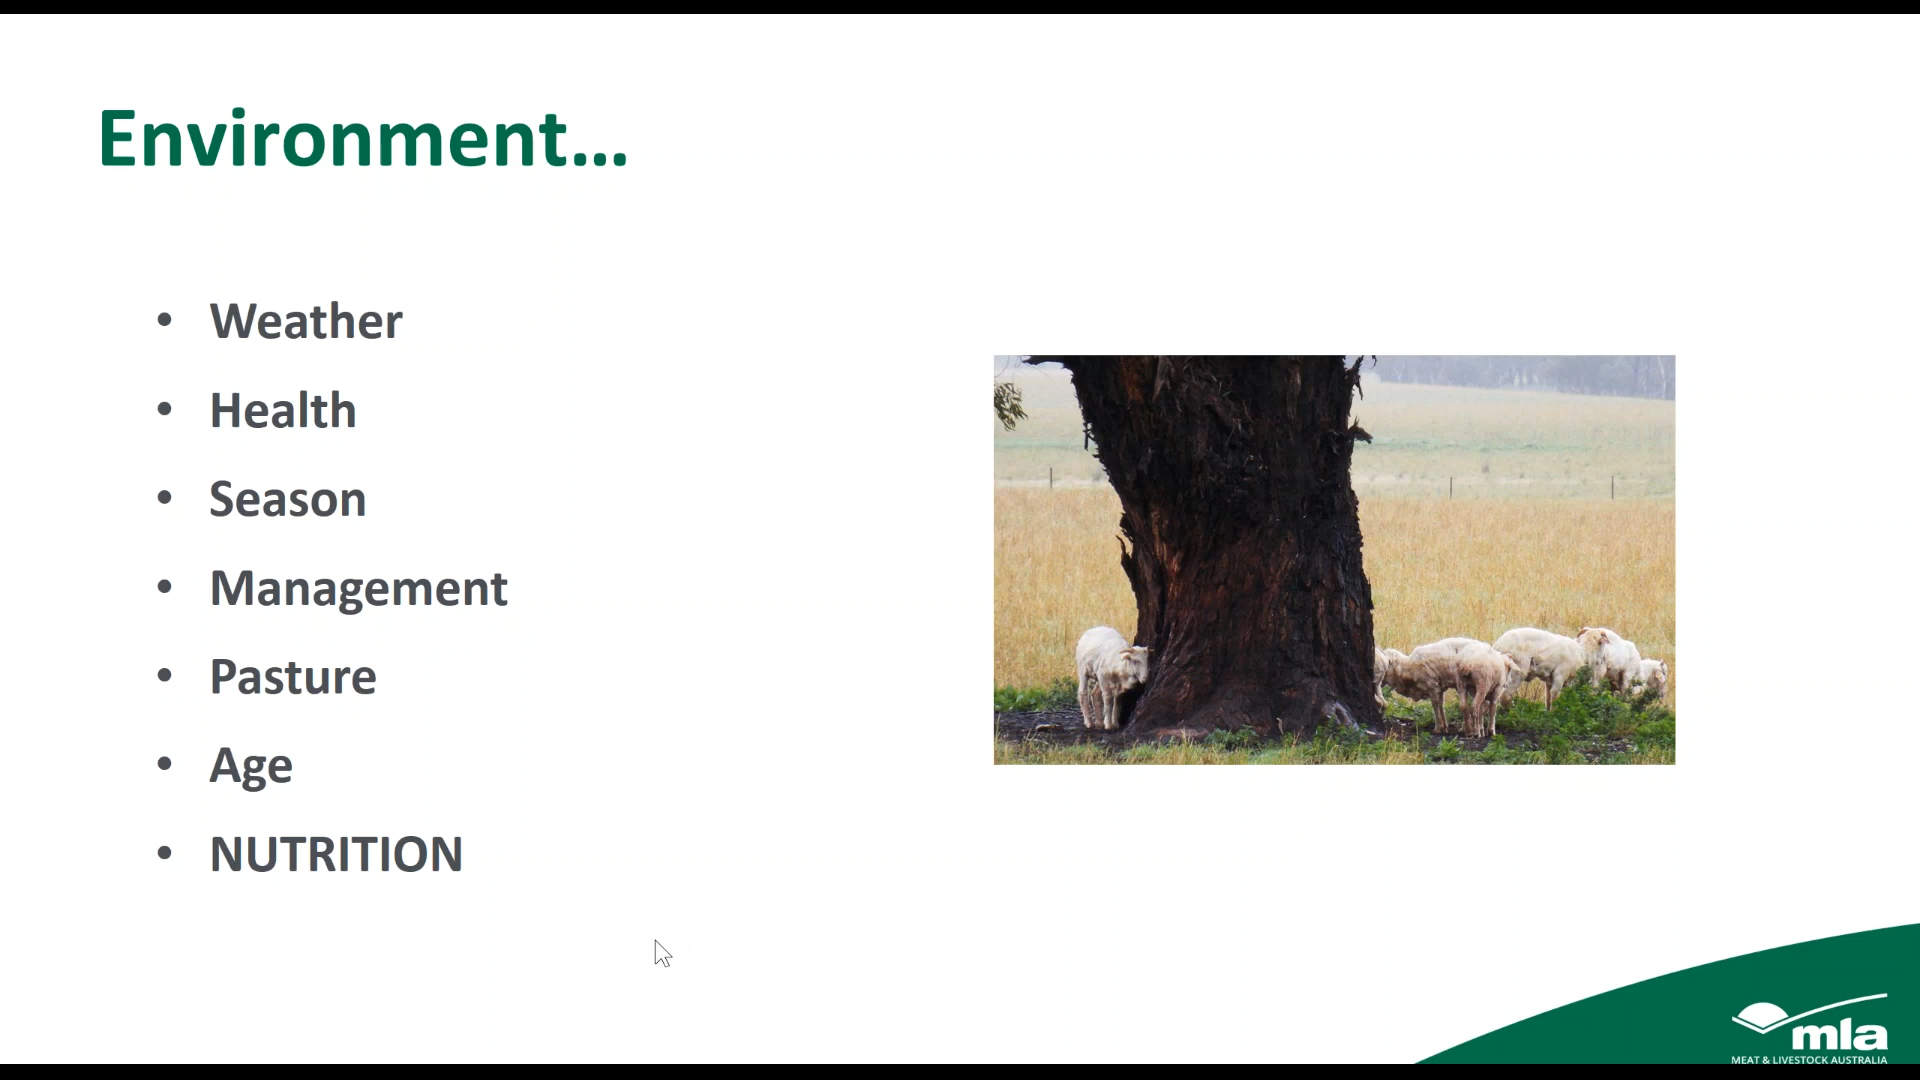 Environment...
• Weather
• Health
• Season
• Management
• Pasture
• Age
• NUTRITION
mla
MEAT & LIVESTOCK AUSTRALIA